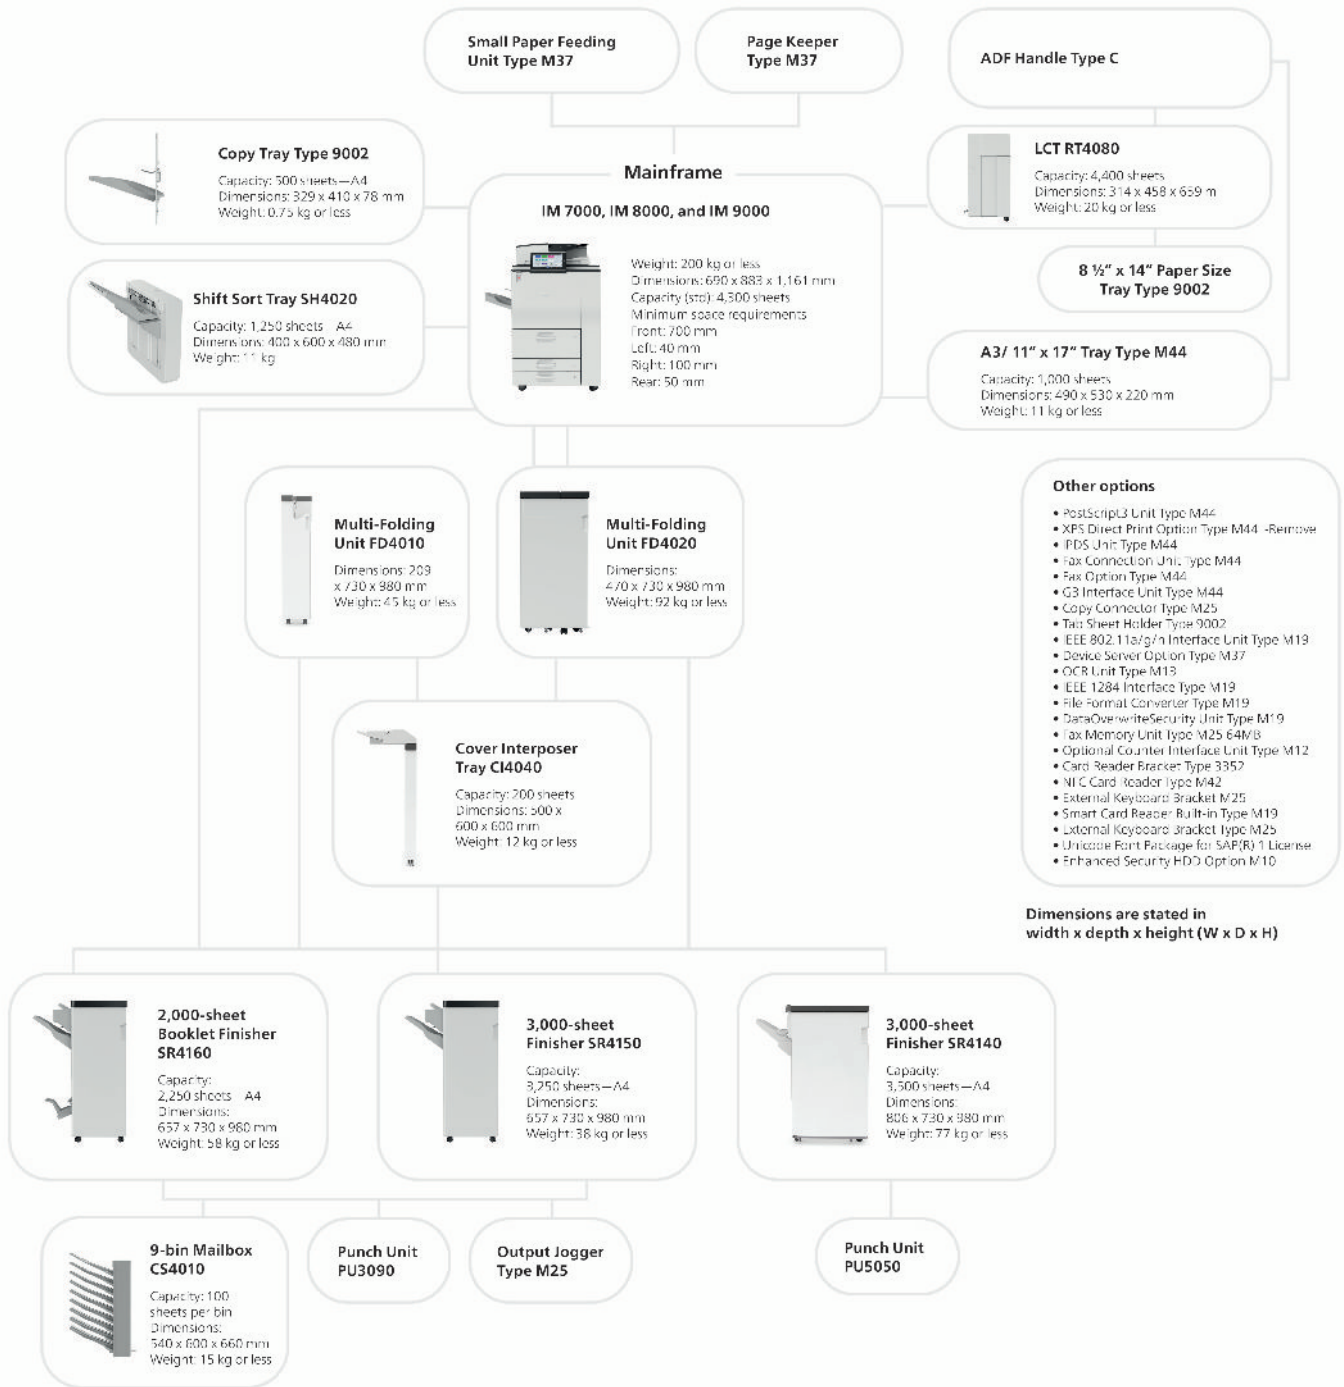 Small Paper Feeding
Unit Type M37
Page Keeper
Type M37
ADF Handle Type C
Copy Tray Type 9002
Capacity: 500 sheets—A4
Dimensions: 329 x 410 x 78 mm
Weight: 0.75 kg or less
Mainframe
IM 7000, IM 8000, and IM 9000
Weight: 200 kg or less
Dimensions: 690 x 883 x 1,161 mm
Capacity (std): 4,300 sheets
Minimum space requirements
Front: 700 mm
Left: 40 mm
Right: 100 mm
Rear: 50 mm
LCT RT4080
Capacity: 4,400 sheets
Dimensions: 314 x 458 x 659 m
Weight: 20 kg or less
8 ½" x 14" Paper Size
Tray Type 9002
Shift Sort Tray SH4020
Capacity: 1,250 sheets—A4
Dimensions: 400 x 600 x 480 mm
Weight: 11 kg
A3/ 11" x 17" Tray Type M44
Capacity: 1,000 sheets
Dimensions: 490 x 530 x 220 mm
Weight: 11 kg or less
Multi-Folding
Unit FD4010
Dimensions: 209
x 730 x 980 mm
Weight: 45 kg or less
Multi-Folding
Unit FD4020
Dimensions:
470 x 730 x 980 mm
Weight: 92 kg or less
Other options
• PostScript3 Unit Type M44
• XPS Direct Print Option Type M44 -Remove
• IPDS Unit Type M44
• Fax Connection Unit Type M44
• Fax Option Type M44
• G3 Interface Unit Type M44
• Copy Connector Type M25
• Tab Sheet Holder Type 9002
• IEEE 802.11a/g/n Interface Unit Type M19
• Device Server Option Type M37
• OCR Unit Type M13
• IEEE 1284 Interface Type M19
• File Format Converter Type M19
• DataOverwriteSecurity Unit Type M19
• Fax Memory Unit Type M25 64MB
• Optional Counter Interface Unit Type M12
• Card Reader Bracket Type 3352
• NFC Card Reader Type M42
• External Keyboard Bracket M25
• Smart Card Reader Built-in Type M19
• External Keyboard Bracket Type M25
• Unicode Font Package for SAP(R) 1 License
• Enhanced Security HDD Option M10
Cover Interposer
Tray CI4040
Capacity: 200 sheets
Dimensions: 500 x
600 x 600 mm
Weight: 12 kg or less
Dimensions are stated in
width x depth x height (W x D x H)
2,000-sheet
Booklet Finisher
SR4160
Capacity:
2,250 sheets—A4
Dimensions:
657 x 730 x 980 mm
Weight: 58 kg or less
3,000-sheet
Finisher SR4150
Capacity:
3,250 sheets—A4
Dimensions:
657 x 730 x 980 mm
Weight: 38 kg or less
3,000-sheet
Finisher SR4140
Capacity:
3,500 sheets—A4
Dimensions:
806 x 730 x 980 mm
Weight: 77 kg or less
9-bin Mailbox
CS4010
Capacity: 100
sheets per bin
Dimensions:
540 x 600 x 660 mm
Weight: 15 kg or less
Punch Unit
PU3090
Output Jogger
Type M25
Punch Unit
PU5050